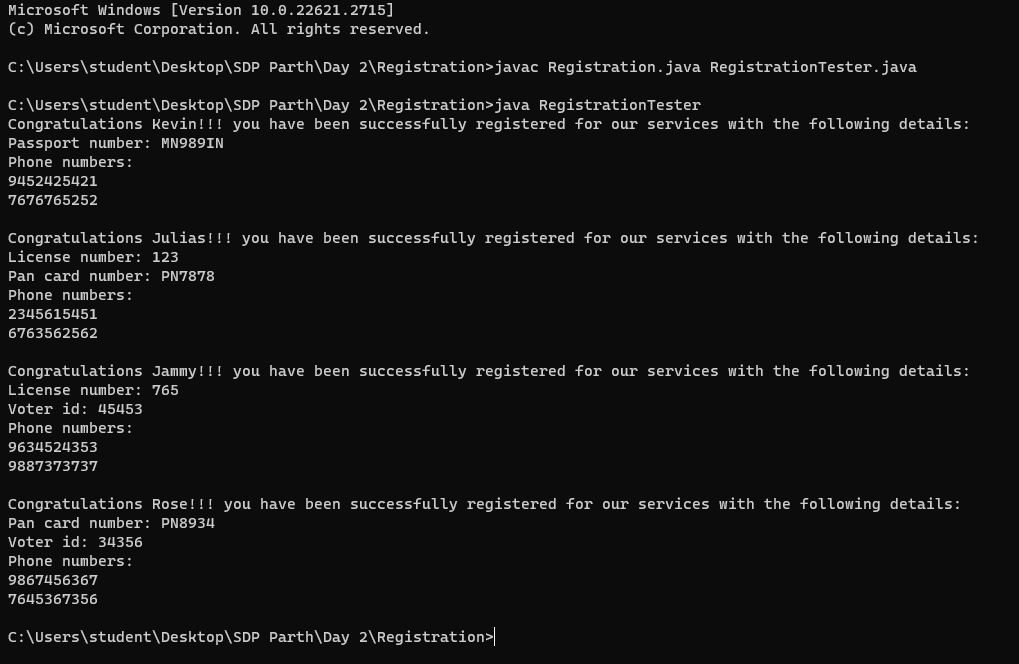 Microsoft Windows [Version 10.0.22621.2715]
(c) Microsoft Corporation. All rights reserved.
C:\Users\student\Desktop\SDP Parth\Day 2\Registration>javac Registration.java RegistrationTester.java
C:\Users\student\Desktop\SDP Parth\Day 2\Registration>java RegistrationTester
Congratulations Kevin!!! you have been successfully registered for our services with the following details:
Passport number: MN989IN
Phone numbers:
9452425421
7676765252
Congratulations Julias!!! you have been successfully registered for our services with the following details:
License number: 123
Pan card number: PN7878
Phone numbers:
2345615451
6763562562
Congratulations Jammy!!! you have been successfully registered for our services with the following details:
License number: 765
Voter id: 45453
Phone numbers:
9634524353
9887373737
Congratulations Rose!!! you have been successfully registered for our services with the following details:
Pan card number: PN8934
Voter id: 34356
Phone numbers:
9867456367
7645367356
C:\Users\student\Desktop\SDP Parth\Day 2\Registration>